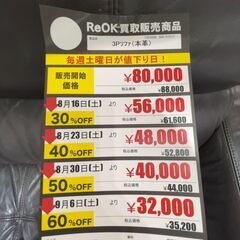 ReOK買取販売商品
3Pソファ(本革)
毎週土曜日が値下り日!
販売開始 価格 ¥80,000
税込価格 ¥88,000
8月16日(土) より ¥56,000
30%OFF 税込価格 ¥61,600
8月23日(土) より ¥48,000
40%OFF 税込価格 ¥52,800
8月30日(土) より ¥40,000
50%OFF 税込価格 ¥44,000
9月6日(土) より ¥32,000
60%OFF 税込価格 ¥35,200